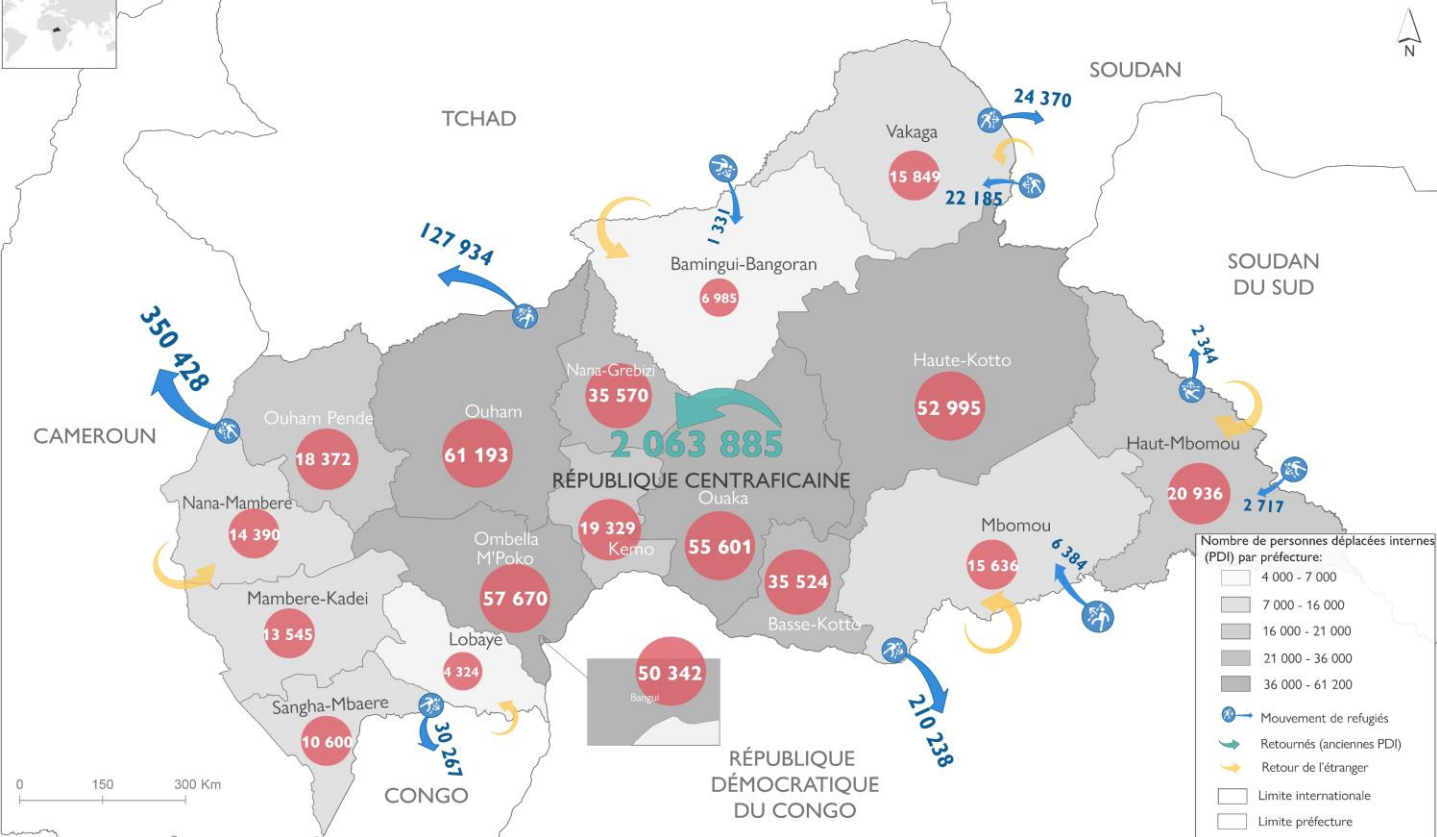 N
SOUDAN
24 370
TCHAD
Vakaga
15 849
22 185
1 331
127 934
Bamingui-Bangoran
6 985
SOUDAN
DU SUD
350 428
2 344
Haute-Kotto
52 995
Nana-Grebizi
35 570
Ouham Pende
18 372
Ouham
61 193
CAMEROUN
2 063 885
RÉPUBLIQUE CENTRAFICAINE
Haut-Mbomou
20 936
2 717
Nana-Mambere
14 390
Ouaka
55 601
19 329
Kemo
Ombella
M'Poko
57 670
Mbomou
15 636
6 384
35 524
Basse-Kotto
Mambere-Kadei
13 545
Lobaye
4 324
50 342
Bangui
Sangha-Mbaere
10 600
30 267
210 238
RÉPUBLIQUE
DÉMOCRATIQUE
DU CONGO
CONGO
0 150 300 Km
Nombre de personnes déplacées internes
(PDI) par préfecture:
4 000 - 7 000
7 000 - 16 000
16 000 - 21 000
21 000 - 36 000
36 000 - 61 200
Mouvement de refugiés
Retournés (anciennes PDI)
Retour de l'étranger
Limite internationale
Limite préfecture